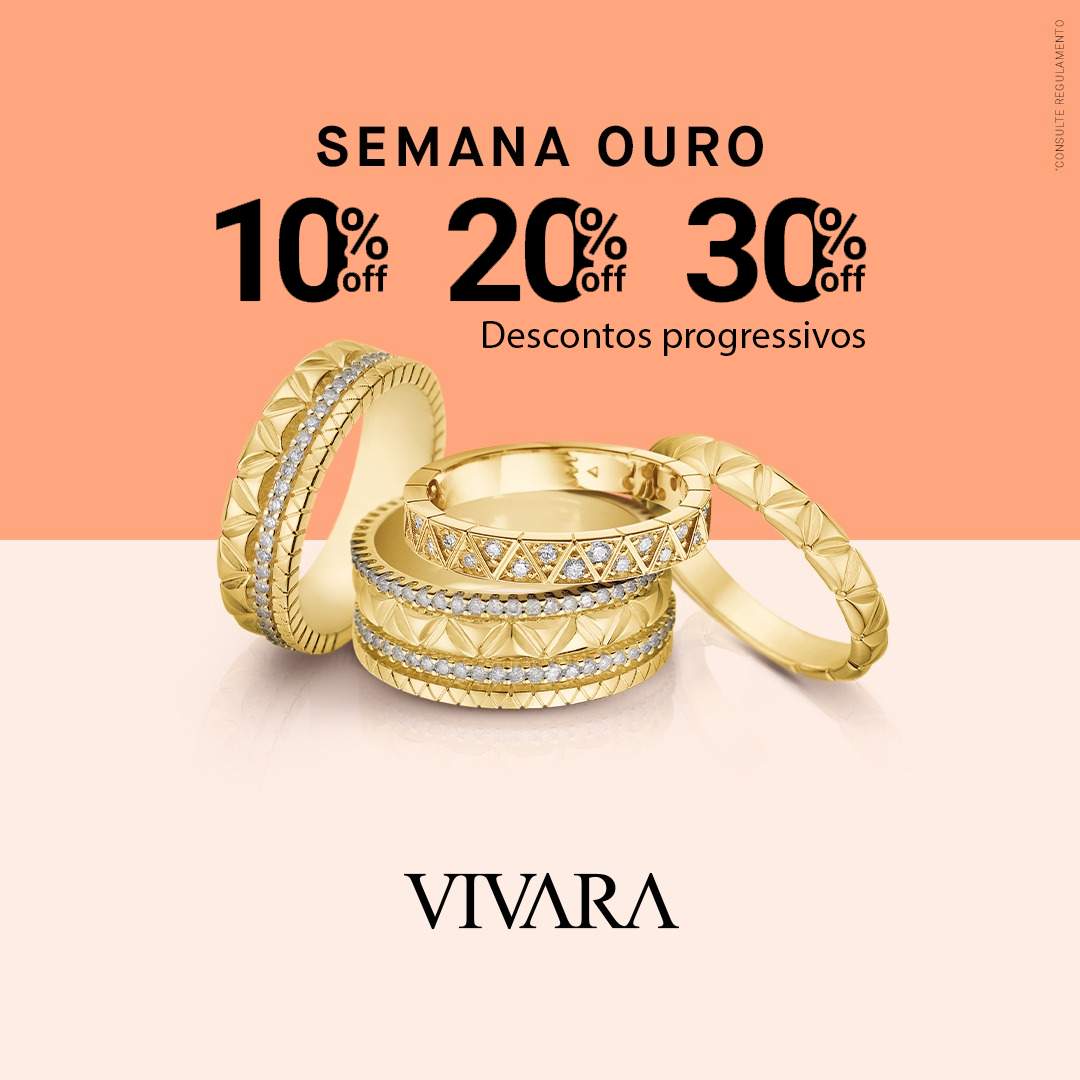 SEMANA OURO
10% off 20% off 30% off
Descontos progressivos
VIVARA
*CONSULTE REGULAMENTO